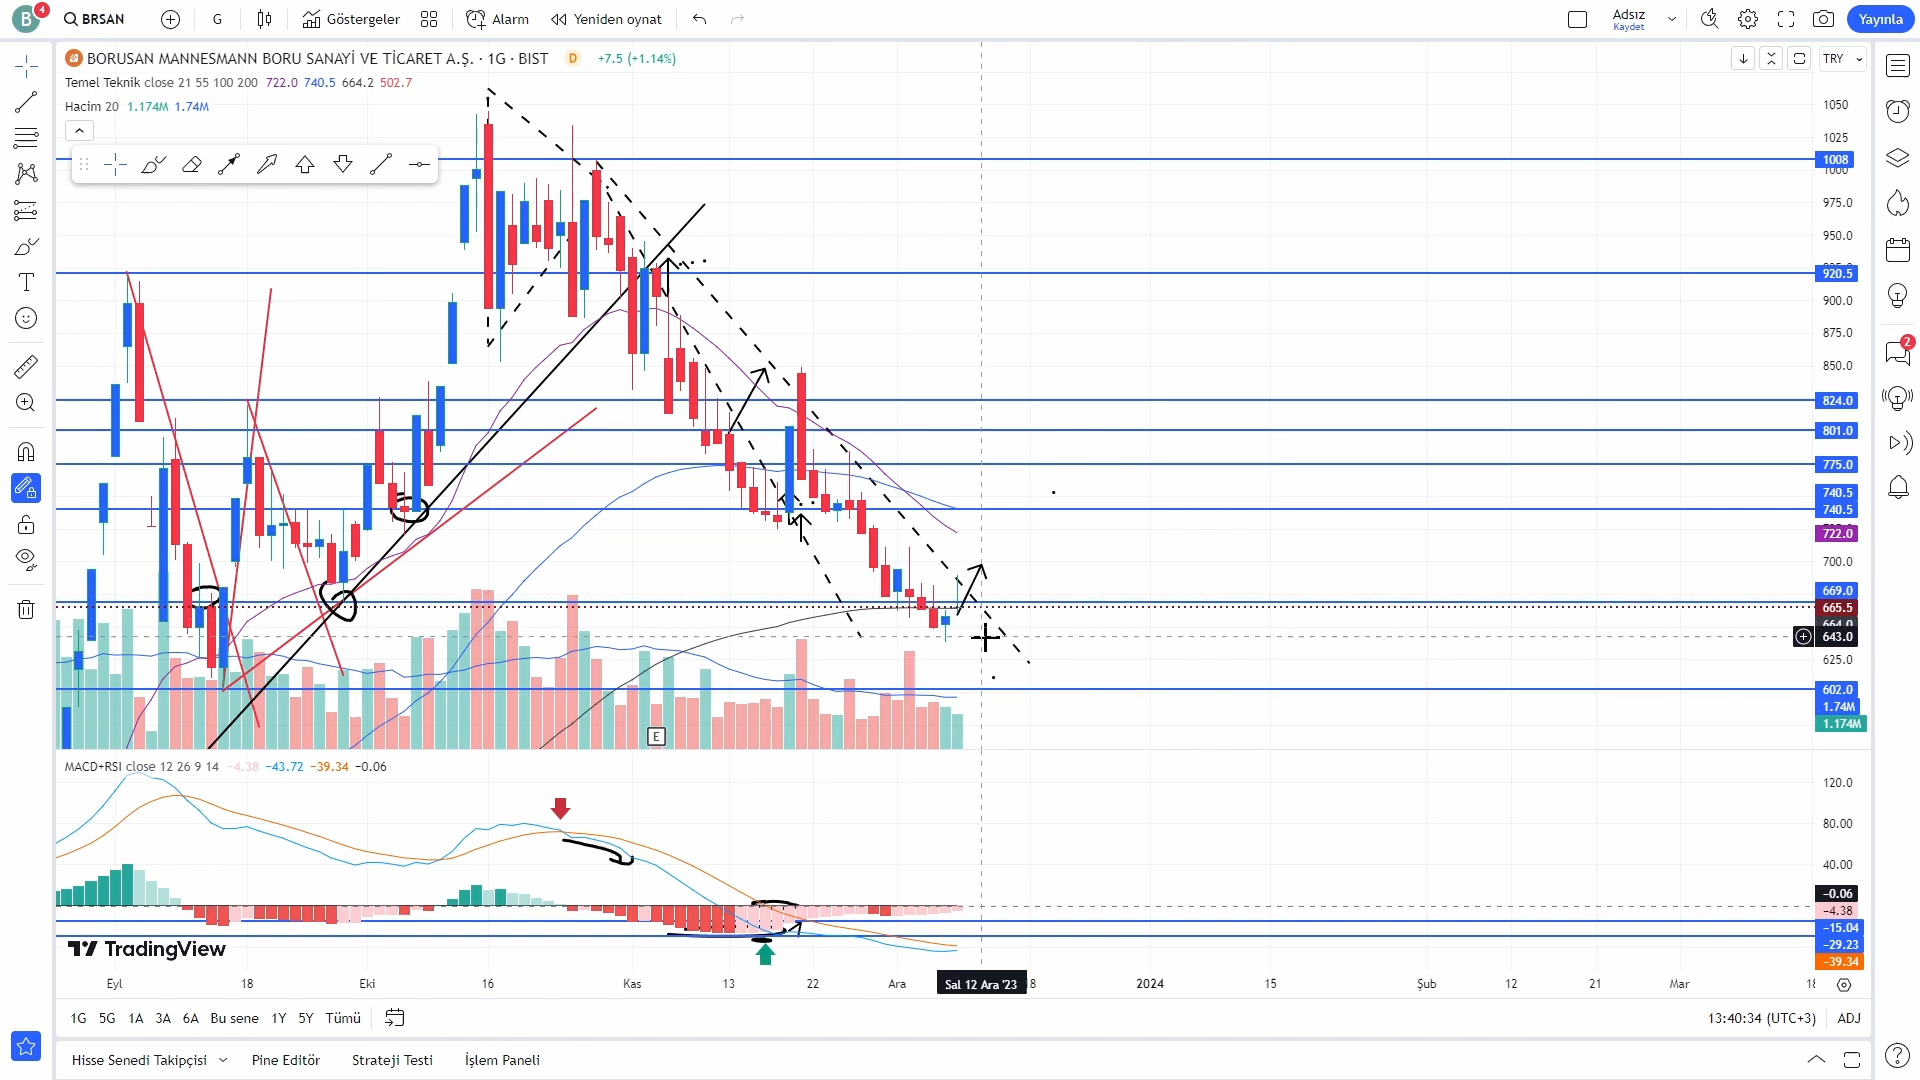 B 4 BRSAN G Göstergeler Alarm Yeniden oynat Adsız Kaydet Yayınla
BORUSAN MANNESMANN BORU SANAYİ VE TİCARET A.Ş. · 1G · BIST D +7.5 (+1.14%)
TRY
Temel Teknik close 21 55 100 200 722.0 740.5 664.2 502.7
Hacim 20 1.174M 1.74M
1050
1025
1008
1000
975.0
950.0
920.5
900.0
875.0
850.0
824.0
801.0
775.0
740.5
740.5
722.0
700.0
669.0
665.5
664.0
643.0
625.0
602.0
1.74M
1.174M
E
2
MACD+RSI close 12 26 9 14 −4.38 −43.72 −39.34 −0.06
120.0
80.00
40.00
−0.06
−4.38
−15.04
−29.23
−39.34
TradingView
Eyl 18 Eki 16 Kas 13 22 Ara Sal 12 Ara '23 2024 15 Şub 12 21 Mar
1G 5G 1A 3A 6A Bu sene 1Y 5Y Tümü 13:40:34 (UTC+3) ADJ
Hisse Senedi Takipçisi Pine Editör Strateji Testi İşlem Paneli